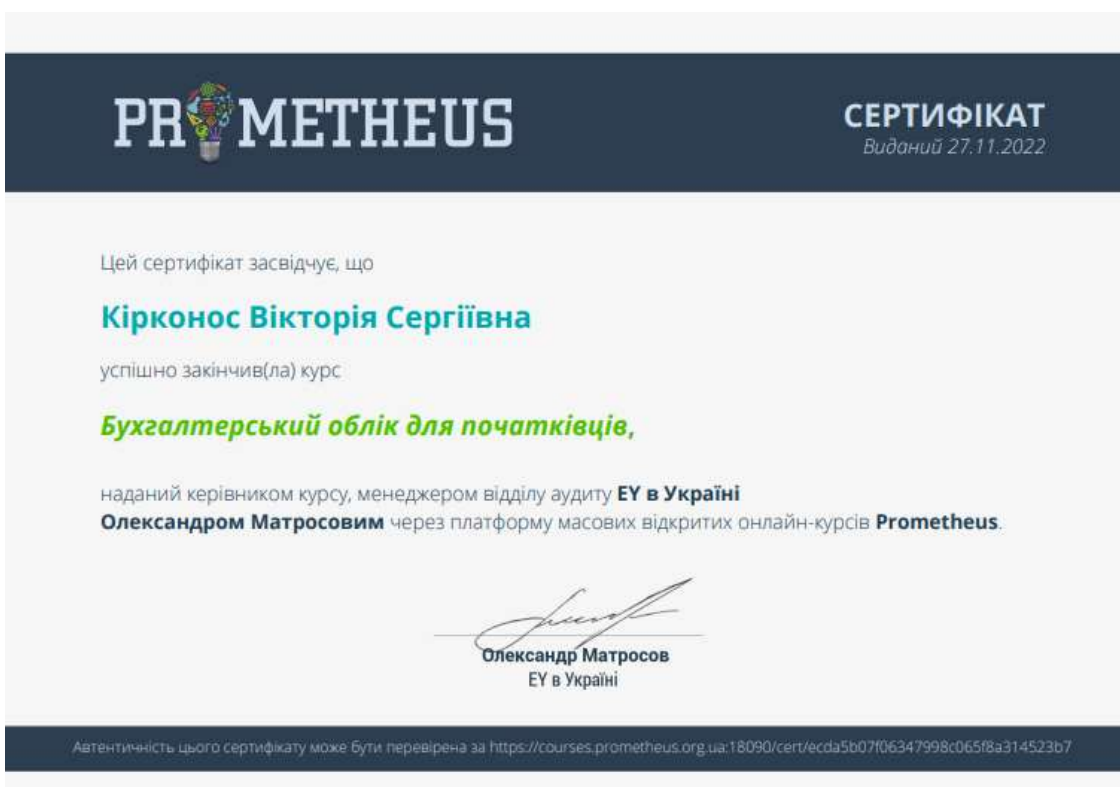 PROMETHEUS
СЕРТИФІКАТ
Виданий 27.11.2022
Цей сертифікат засвідчує, що
Кірконос Вікторія Сергіївна
успішно закінчив(ла) курс
Бухгалтерський облік для початківців,
наданий керівником курсу, менеджером відділу аудиту EY в Україні
Олександром Матросовим через платформу масових відкритих онлайн-курсів Prometheus.
Олександр Матросов
EY в Україні
Автентичність цього сертифікату може бути перевірена за https://courses.prometheus.org.ua:18090/cert/ecda5b07f06347998c065f8a314523b7